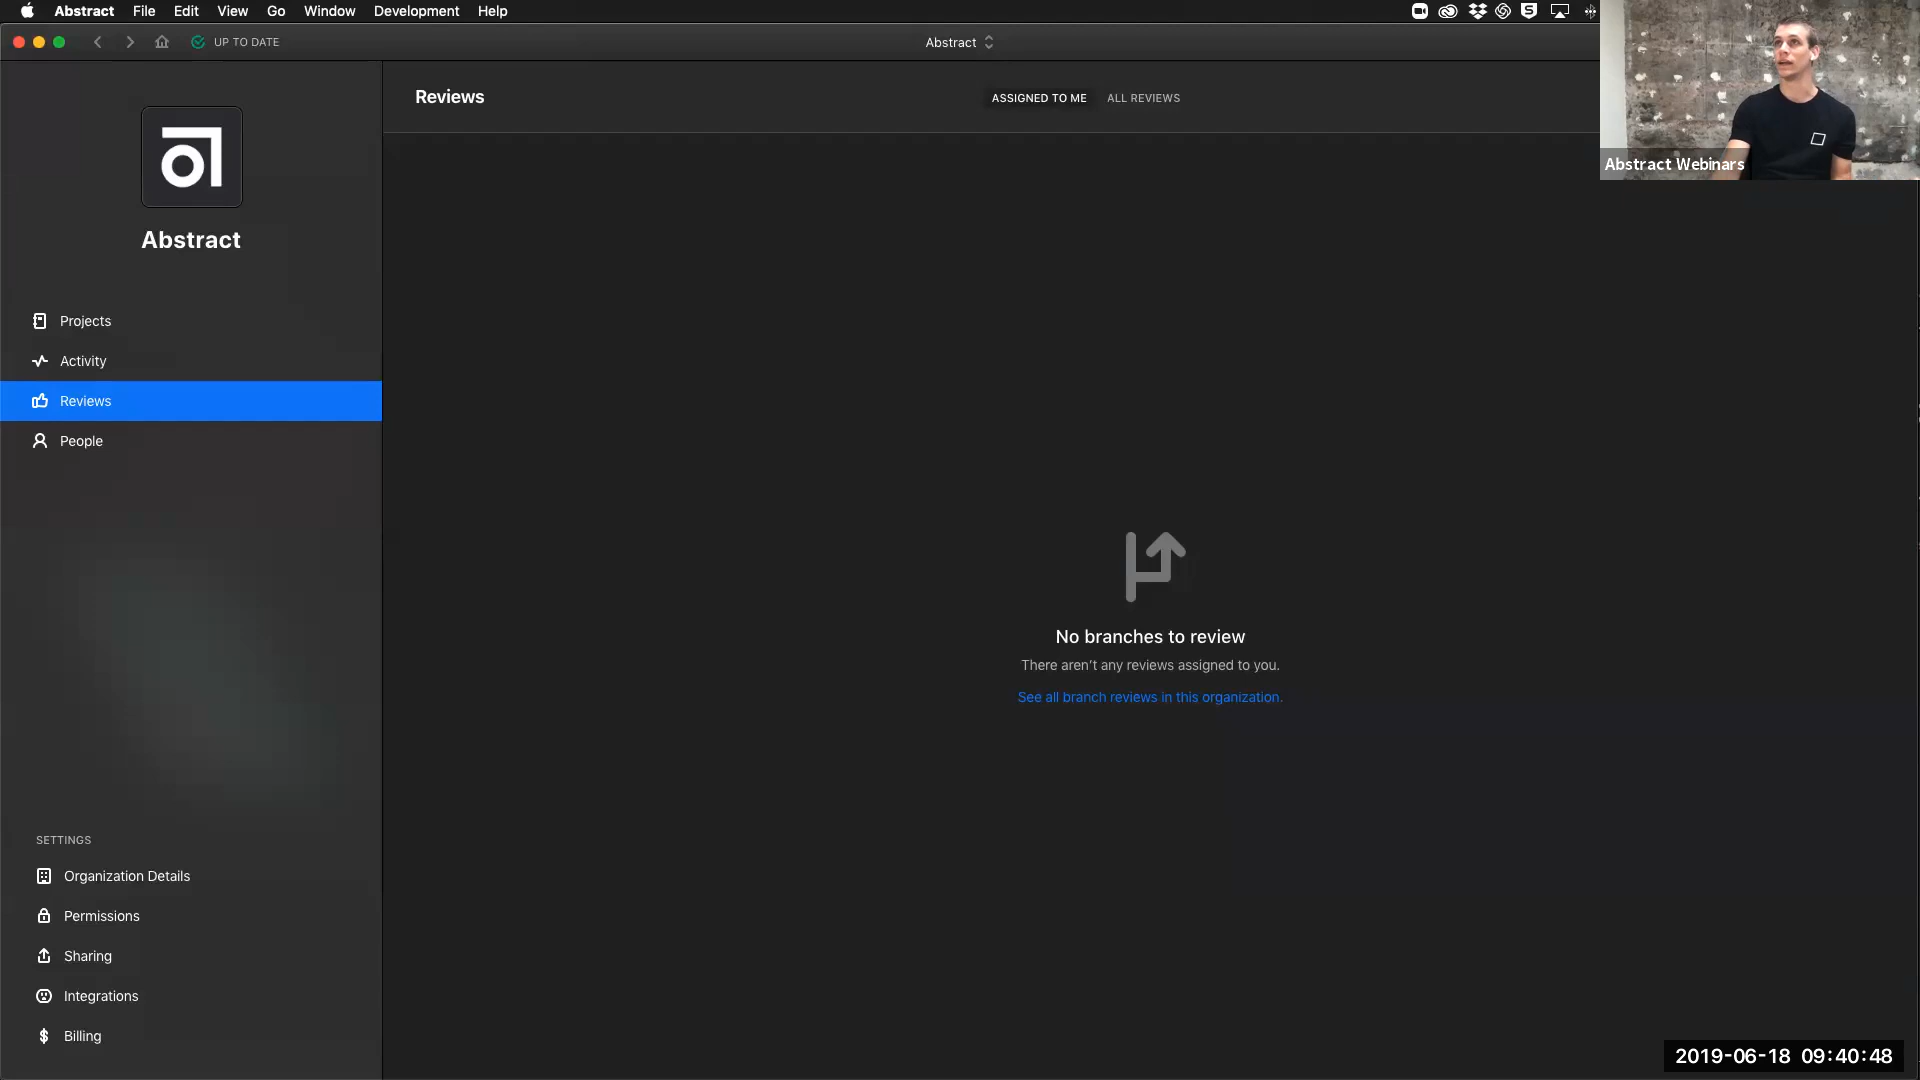 Abstract File Edit View Go Window Development Help
UP TO DATE
Abstract
Reviews
ASSIGNED TO ME ALL REVIEWS
Abstract Webinars
Abstract
Projects
Activity
Reviews
People
No branches to review
There aren’t any reviews assigned to you.
See all branch reviews in this organization.
SETTINGS
Organization Details
Permissions
Sharing
Integrations
Billing
2019-06-18 09:40:48